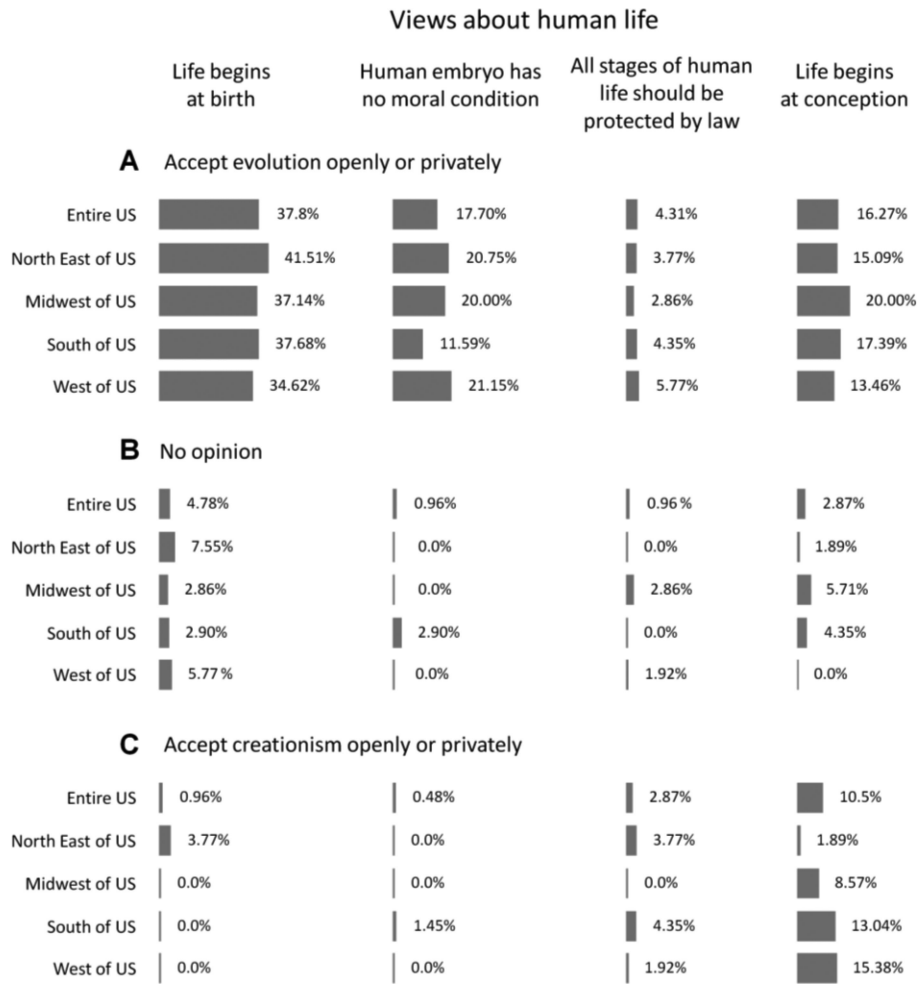 Views about human life
Life begins
at birth
Human embryo has
no moral condition
All stages of human
life should be
protected by law
Life begins
at conception
A Accept evolution openly or privately
Entire US 37.8% 17.70% 4.31% 16.27%
North East of US 41.51% 20.75% 3.77% 15.09%
Midwest of US 37.14% 20.00% 2.86% 20.00%
South of US 37.68% 11.59% 4.35% 17.39%
West of US 34.62% 21.15% 5.77% 13.46%
B No opinion
Entire US 4.78% 0.96% 0.96 % 2.87%
North East of US 7.55% 0.0% 0.0% 1.89%
Midwest of US 2.86% 0.0% 2.86% 5.71%
South of US 2.90% 2.90% 0.0% 4.35%
West of US 5.77 % 0.0% 1.92% 0.0%
C Accept creationism openly or privately
Entire US 0.96% 0.48% 2.87% 10.5%
North East of US 3.77% 0.0% 3.77% 1.89%
Midwest of US 0.0% 0.0% 0.0% 8.57%
South of US 0.0% 1.45% 4.35% 13.04%
West of US 0.0% 0.0% 1.92% 15.38%